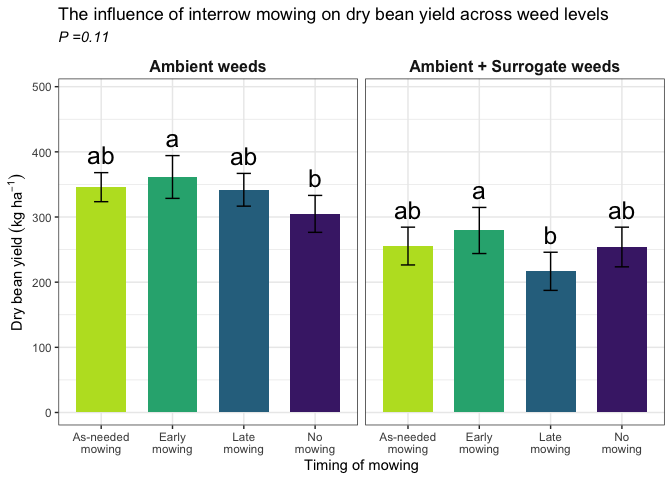 The influence of interrow mowing on dry bean yield across weed levels
P =0.11
Ambient weeds
Ambient + Surrogate weeds
Dry bean yield (kg ha⁻¹)
500
400
300
200
100
0
ab
a
ab
b
ab
a
b
ab
As-needed
mowing
Early
mowing
Late
mowing
No
mowing
As-needed
mowing
Early
mowing
Late
mowing
No
mowing
Timing of mowing